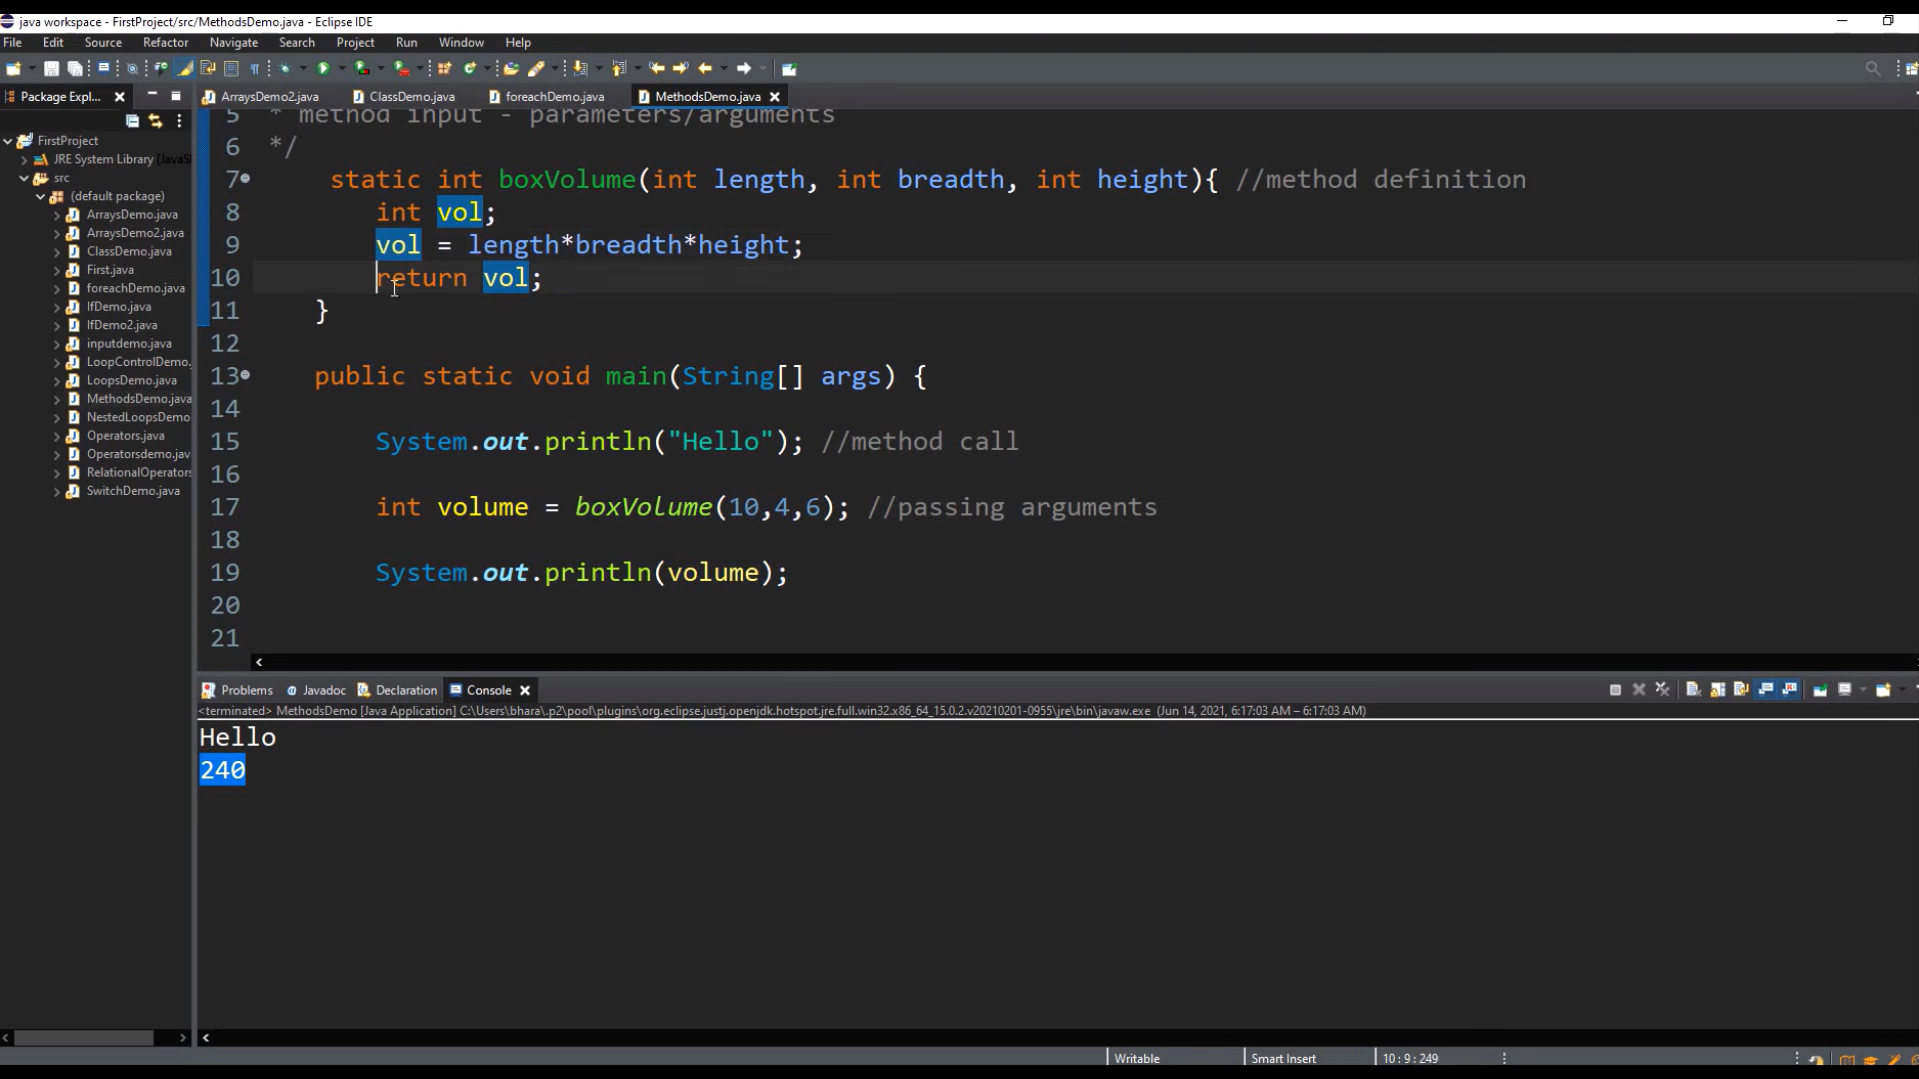 java workspace - FirstProject/src/MethodsDemo.java - Eclipse IDE
File Edit Source Refactor Navigate Search Project Run Window Help
Package Expl...
ArraysDemo2.java ClassDemo.java foreachDemo.java MethodsDemo.java
FirstProject
JRE System Library [JavaS
src
(default package)
ArraysDemo.java
ArraysDemo2.java
ClassDemo.java
First.java
foreachDemo.java
IfDemo.java
IfDemo2.java
inputdemo.java
LoopControlDemo.
LoopsDemo.java
MethodsDemo.java
NestedLoopsDemo
Operators.java
Operatorsdemo.jav
RelationalOperators
SwitchDemo.java
5 * method input - parameters/arguments
6 */
7 static int boxVolume(int length, int breadth, int height){ //method definition
8 int vol;
9 vol = length*breadth*height;
10 return vol;
11 }
12
13 public static void main(String[] args) {
14
15 System.out.println("Hello"); //method call
16
17 int volume = boxVolume(10,4,6); //passing arguments
18
19 System.out.println(volume);
20
21
Problems Javadoc Declaration Console
<terminated> MethodsDemo [Java Application] C:\Users\bhara\.p2\pool\plugins\org.eclipse.justj.openjdk.hotspot.jre.full.win32.x86_64_15.0.2.v20210201-0955\jre\bin\javaw.exe (Jun 14, 2021, 6:17:03 AM – 6:17:03 AM)
Hello
240
Writable Smart Insert 10 : 9 : 249